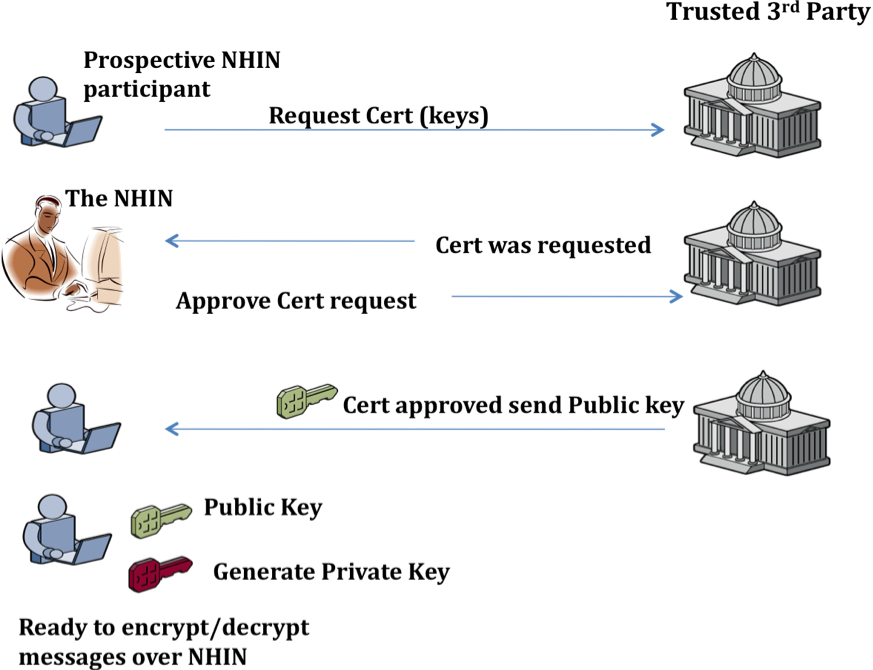 Trusted 3rd Party
Prospective NHIN
participant
Request Cert (keys)
The NHIN
Cert was requested
Approve Cert request
Cert approved send Public key
Public Key
Generate Private Key
Ready to encrypt/decrypt
messages over NHIN